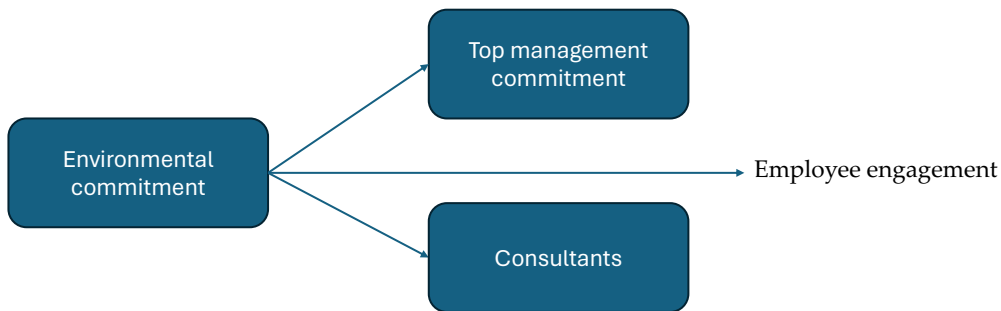 Top management
commitment
Environmental
commitment
Employee engagement
Consultants